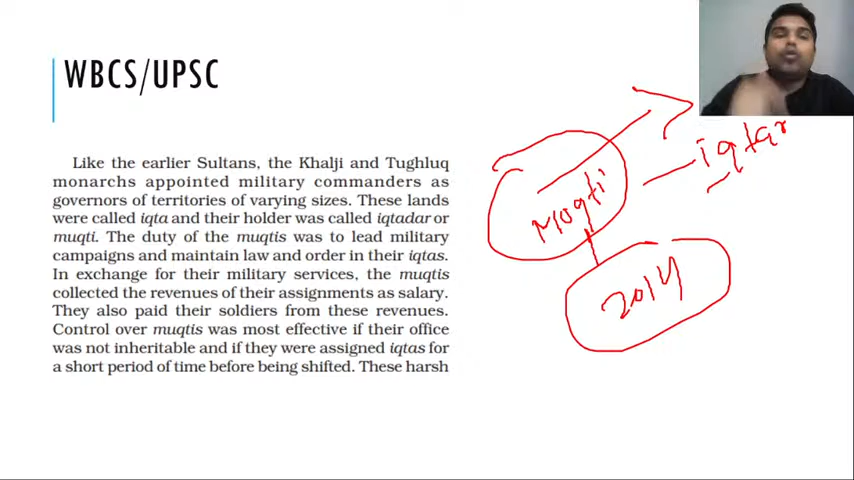 WBCS/UPSC
Like the earlier Sultans, the Khalji and Tughluq
monarchs appointed military commanders as
governors of territories of varying sizes. These lands
were called iqta and their holder was called iqtadar or
muqti. The duty of the muqtis was to lead military
campaigns and maintain law and order in their iqtas.
In exchange for their military services, the muqtis
collected the revenues of their assignments as salary.
They also paid their soldiers from these revenues.
Control over muqtis was most effective if their office
was not inheritable and if they were assigned iqtas for
a short period of time before being shifted. These harsh
iqtar
Moqti
2014